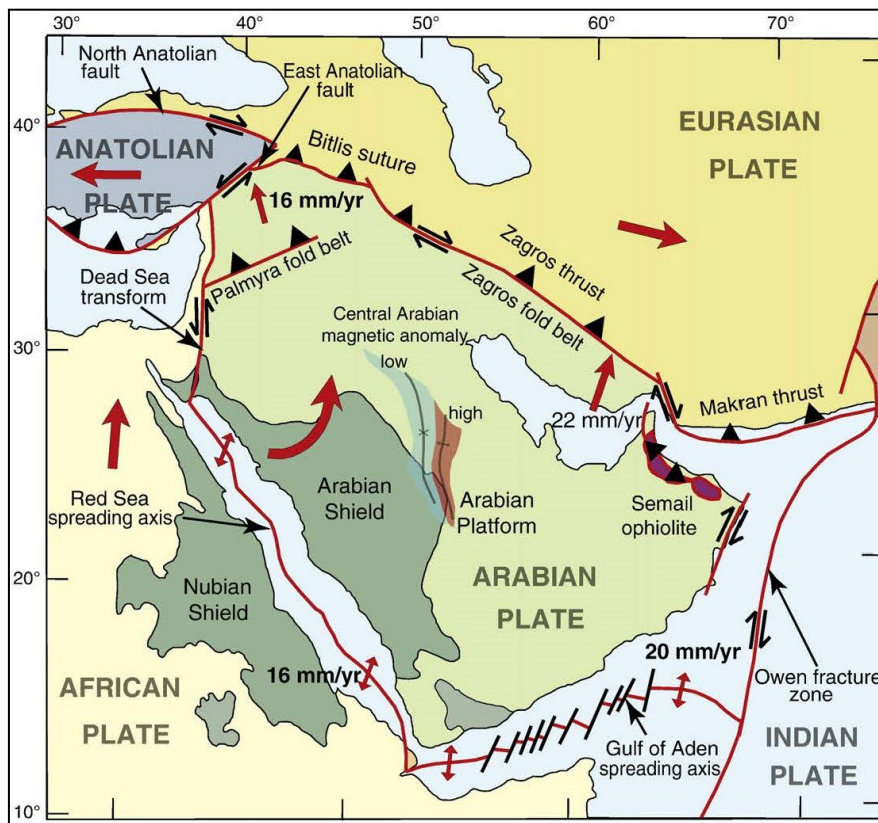 30°
40°
50°
60°
70°
North Anatolian
fault
East Anatolian
fault
40°
ANATOLIAN
PLATE
Bitlis suture
EURASIAN
PLATE
16 mm/yr
Dead Sea
transform
Palmyra fold belt
Zagros thrust
Zagros fold belt
Central Arabian
magnetic anomaly
low
high
30°
22 mm/yr
Makran thrust
Red Sea
spreading axis
Arabian
Shield
Arabian
Platform
Semail
ophiolite
20°
Nubian
Shield
ARABIAN
PLATE
AFRICAN
PLATE
16 mm/yr
20 mm/yr
Owen fracture
zone
Gulf of Aden
spreading axis
INDIAN
PLATE
10°